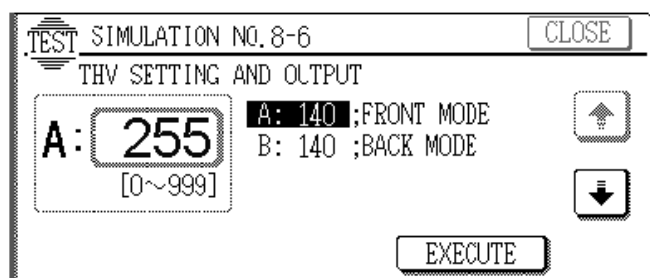 TEST SIMULATION NO.8-6 CLOSE
THV SETTING AND OUTPUT
A: 255 A: 140 ;FRONT MODE
[0~999] B: 140 ;BACK MODE
EXECUTE